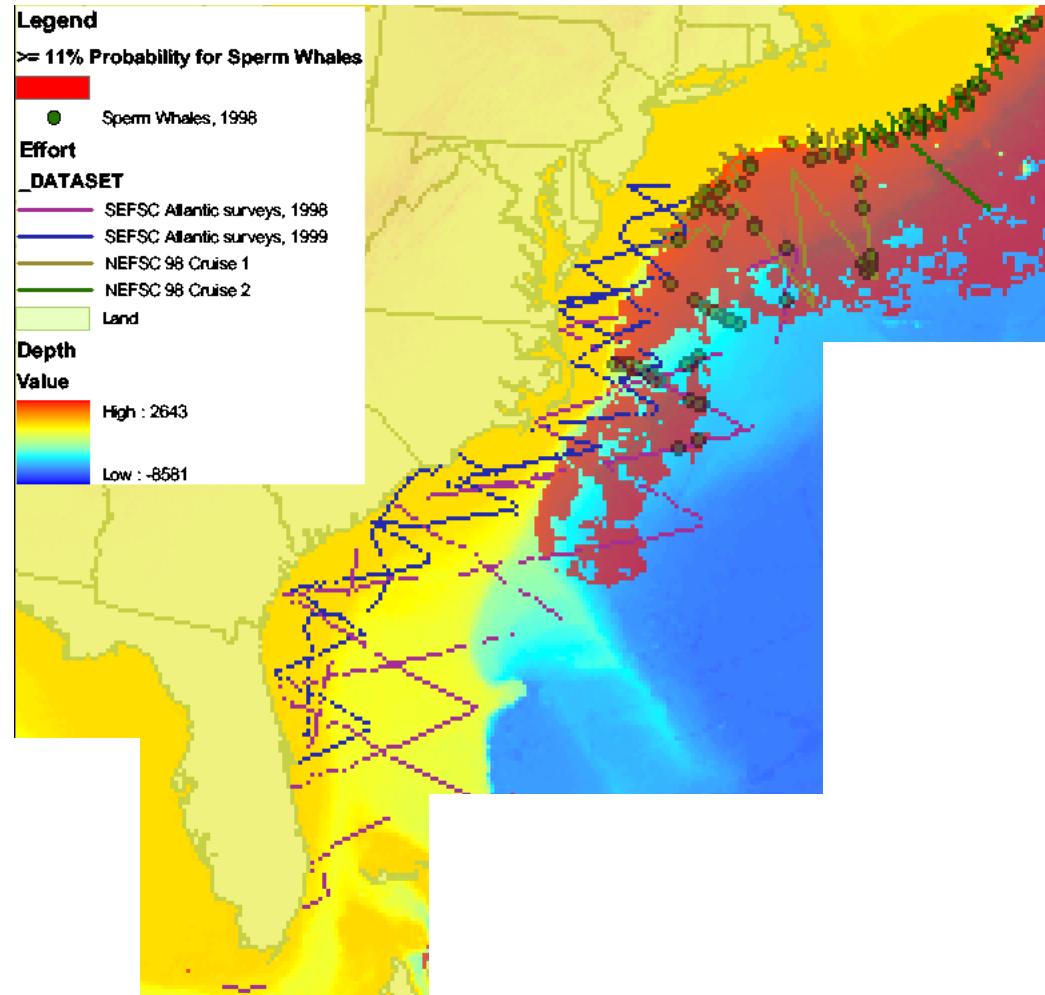 Legend
>= 11% Probability for Sperm Whales
Sperm Whales, 1998
Effort
_DATASET
SEFSC Atlantic surveys, 1998
SEFSC Atlantic surveys, 1999
NEFSC 98 Cruise 1
NEFSC 98 Cruise 2
Land
Depth
Value
High : 2643
Low : -8581